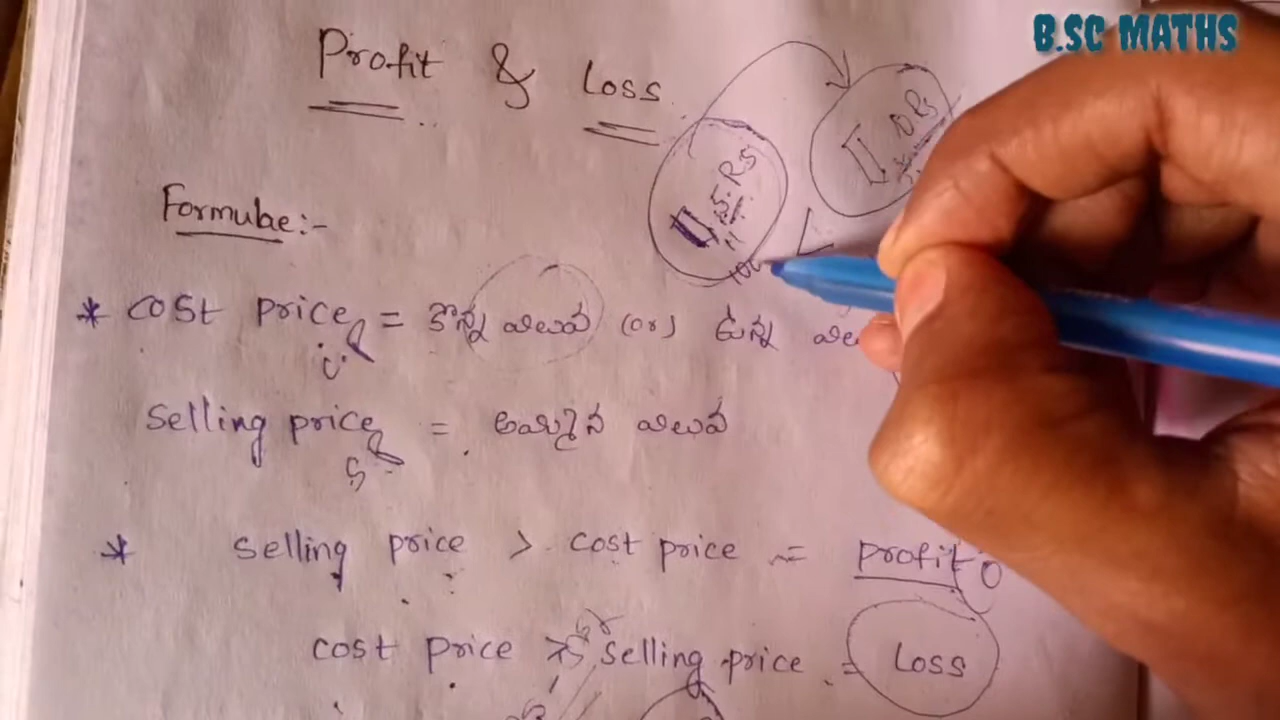 B.SC MATHS
Profit & Loss
Formulae:-
* cost price = కొన్న విలువ (or) ఉన్న
selling price = అమ్మిన విలువ
* selling price > cost price = profit
cost price > selling price = Loss